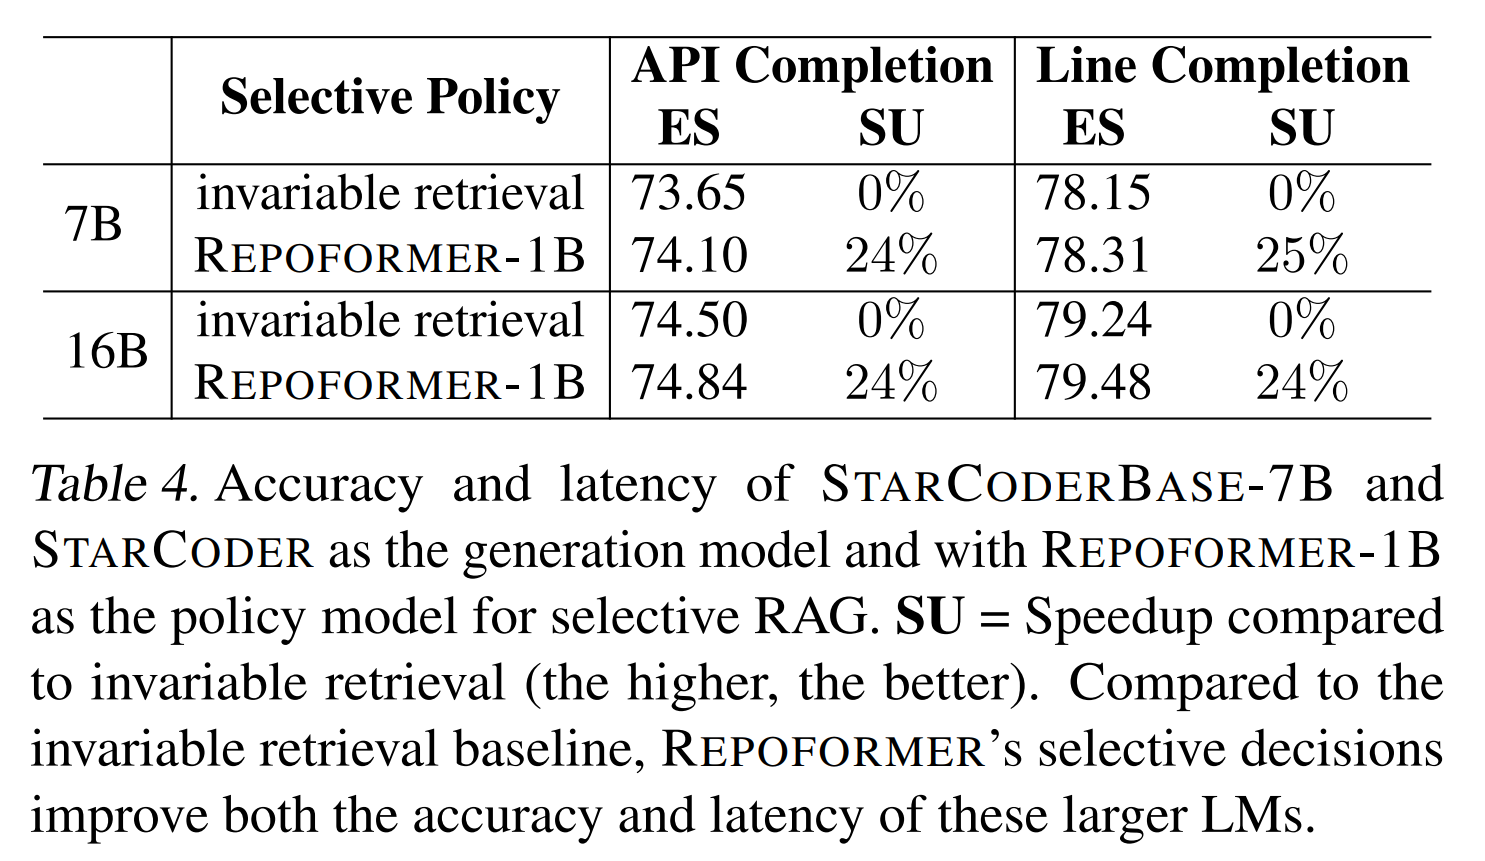 API Completion Line Completion
Selective Policy
ES SU ES SU
invariable retrieval 73.65 0% 78.15 0%
7B
REPOFORMER-1B 74.10 24% 78.31 25%
invariable retrieval 74.50 0% 79.24 0%
16B
REPOFORMER-1B 74.84 24% 79.48 24%
Table 4. Accuracy and latency of STARCODERBASE-7B and
STARCODER as the generation model and with REPOFORMER-1B
as the policy model for selective RAG. SU = Speedup compared
to invariable retrieval (the higher, the better). Compared to the
invariable retrieval baseline, REPOFORMER's selective decisions
improve both the accuracy and latency of these larger LMs.